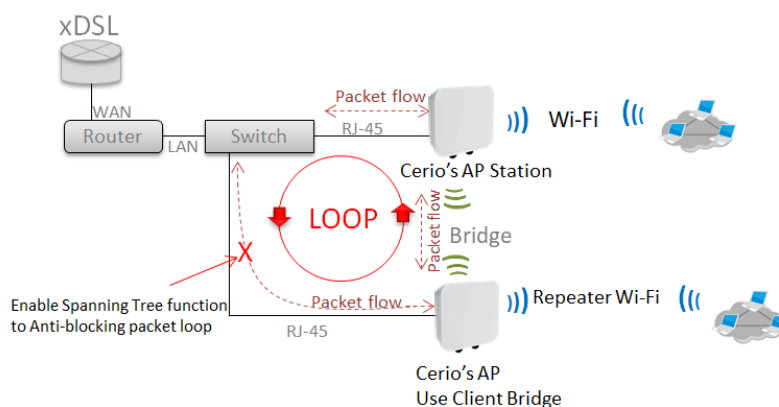 xDSL
WAN
Router
LAN
Switch
Packet flow
RJ-45
Wi-Fi
Cerio's AP Station
LOOP
Packet flow
Bridge
X
Enable Spanning Tree function
to Anti-blocking packet loop
Packet flow
RJ-45
Repeater Wi-Fi
Cerio's AP
Use Client Bridge